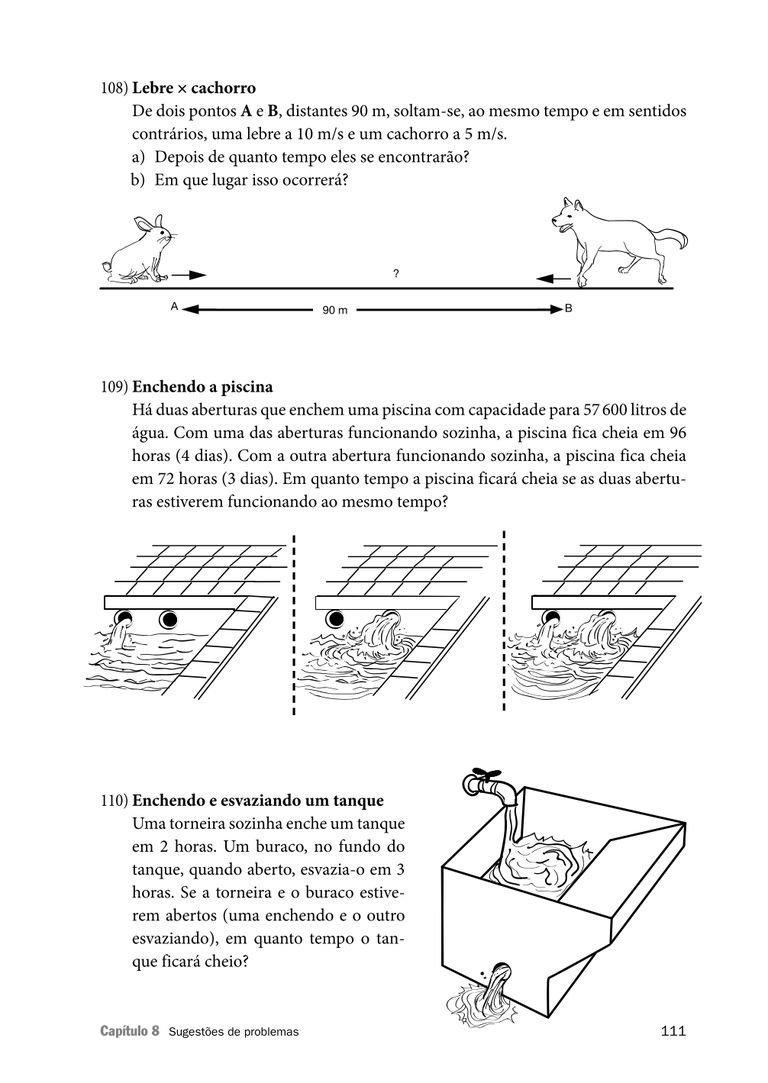 108) Lebre × cachorro
De dois pontos A e B, distantes 90 m, soltam-se, ao mesmo tempo e em sentidos
contrários, uma lebre a 10 m/s e um cachorro a 5 m/s.
a) Depois de quanto tempo eles se encontrarão?
b) Em que lugar isso ocorrerá?
?
A 90 m B
109) Enchendo a piscina
Há duas aberturas que enchem uma piscina com capacidade para 57 600 litros de
água. Com uma das aberturas funcionando sozinha, a piscina fica cheia em 96
horas (4 dias). Com a outra abertura funcionando sozinha, a piscina fica cheia
em 72 horas (3 dias). Em quanto tempo a piscina ficará cheia se as duas abertu-
ras estiverem funcionando ao mesmo tempo?
110) Enchendo e esvaziando um tanque
Uma torneira sozinha enche um tanque
em 2 horas. Um buraco, no fundo do
tanque, quando aberto, esvazia-o em 3
horas. Se a torneira e o buraco estive-
rem abertos (uma enchendo e o outro
esvaziando), em quanto tempo o tan-
que ficará cheio?
Capítulo 8 Sugestões de problemas 111